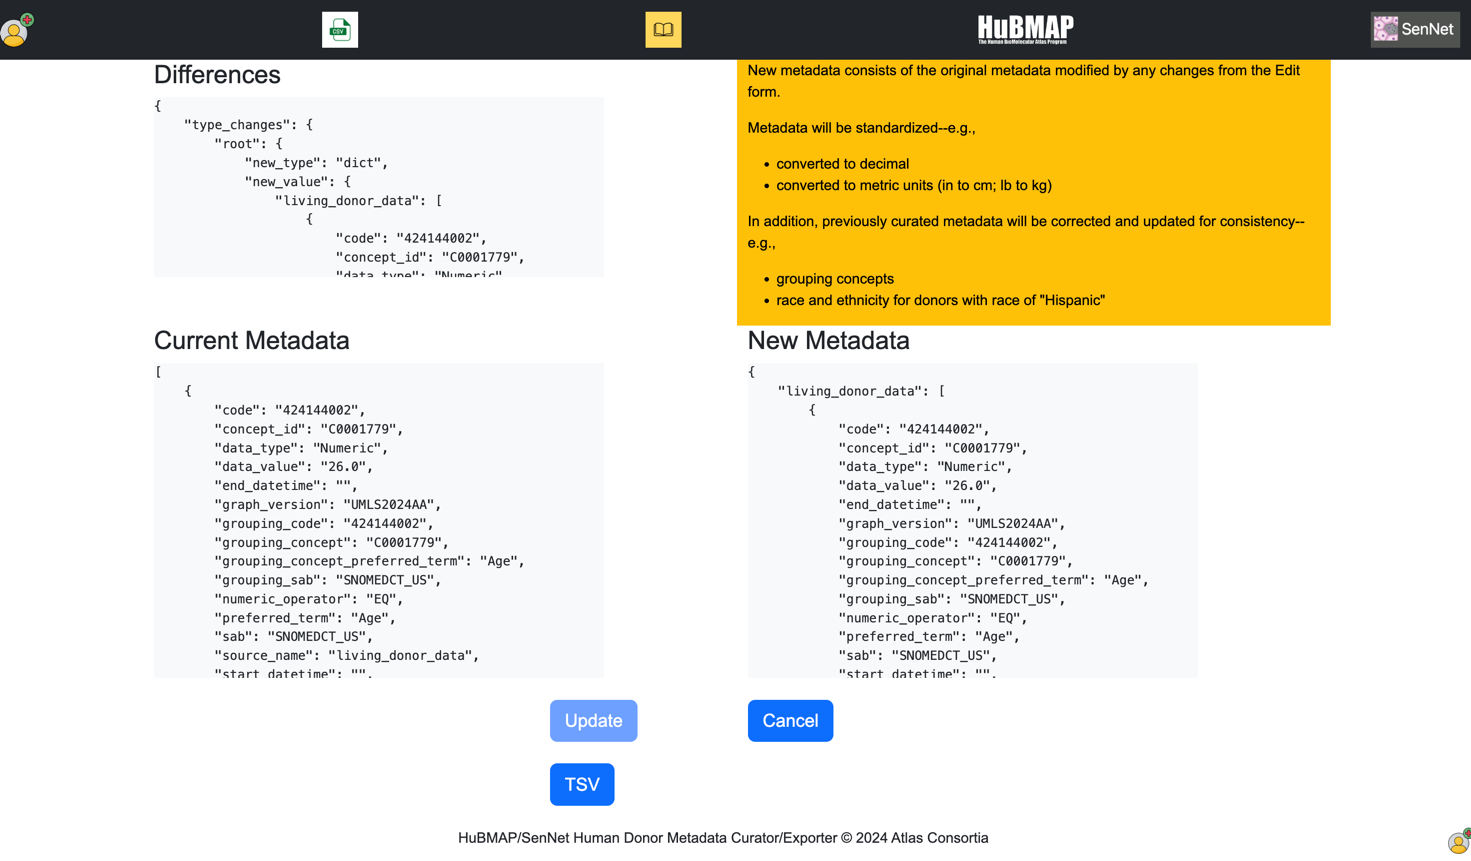 CSV
HuBMAP
The Human BioMolecular Atlas Program
SenNet
Differences
{
"type_changes": {
"root": {
"new_type": "dict",
"new_value": {
"living_donor_data": [
{
"code": "424144002",
"concept_id": "C0001779",
"data_type": "Numeric"
New metadata consists of the original metadata modified by any changes from the Edit
form.
Metadata will be standardized--e.g.,
• converted to decimal
• converted to metric units (in to cm; lb to kg)
In addition, previously curated metadata will be corrected and updated for consistency--
e.g.,
• grouping concepts
• race and ethnicity for donors with race of "Hispanic"
Current Metadata
[
{
"code": "424144002",
"concept_id": "C0001779",
"data_type": "Numeric",
"data_value": "26.0",
"end_datetime": "",
"graph_version": "UMLS2024AA",
"grouping_code": "424144002",
"grouping_concept": "C0001779",
"grouping_concept_preferred_term": "Age",
"grouping_sab": "SNOMEDCT_US",
"numeric_operator": "EQ",
"preferred_term": "Age",
"sab": "SNOMEDCT_US",
"source_name": "living_donor_data",
"start_datetime": "",
New Metadata
{
"living_donor_data": [
{
"code": "424144002",
"concept_id": "C0001779",
"data_type": "Numeric",
"data_value": "26.0",
"end_datetime": "",
"graph_version": "UMLS2024AA",
"grouping_code": "424144002",
"grouping_concept": "C0001779",
"grouping_concept_preferred_term": "Age",
"grouping_sab": "SNOMEDCT_US",
"numeric_operator": "EQ",
"preferred_term": "Age",
"sab": "SNOMEDCT_US",
"start_datetime": "",
Update
Cancel
TSV
HuBMAP/SenNet Human Donor Metadata Curator/Exporter © 2024 Atlas Consortia